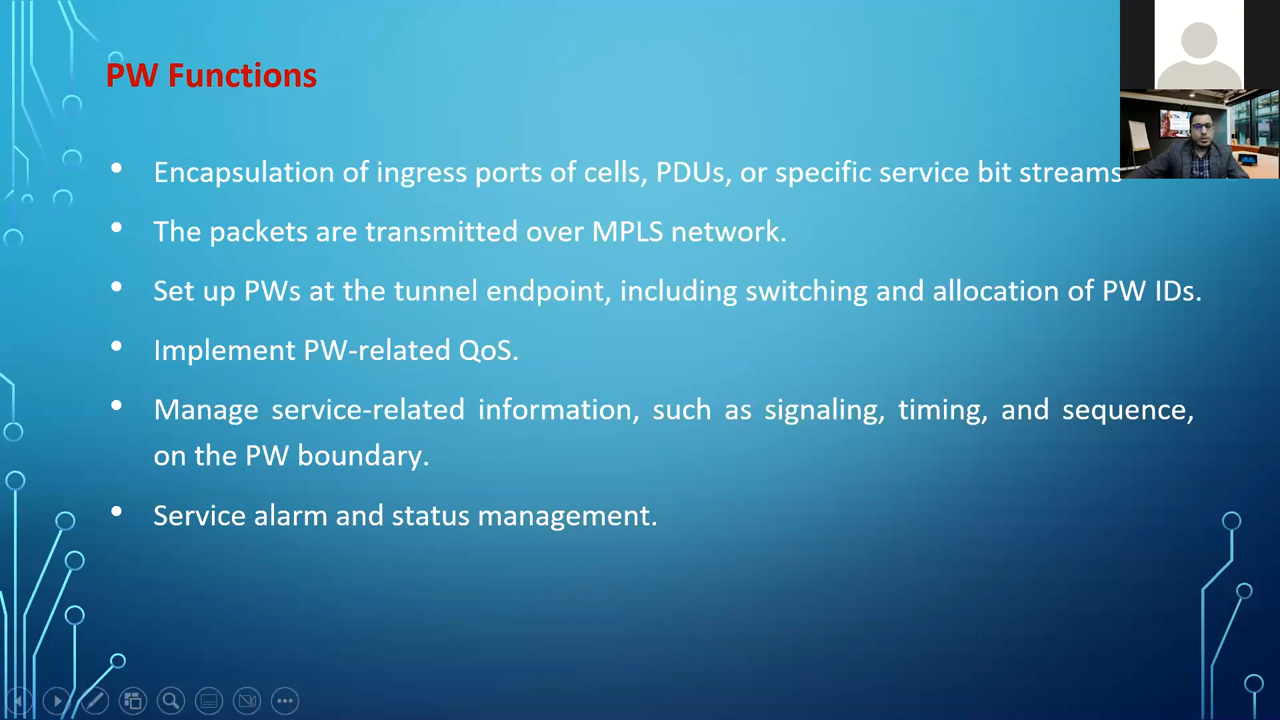 PW Functions
• Encapsulation of ingress ports of cells, PDUs, or specific service bit streams
• The packets are transmitted over MPLS network.
• Set up PWs at the tunnel endpoint, including switching and allocation of PW IDs.
• Implement PW-related QoS.
• Manage service-related information, such as signaling, timing, and sequence,
on the PW boundary.
• Service alarm and status management.